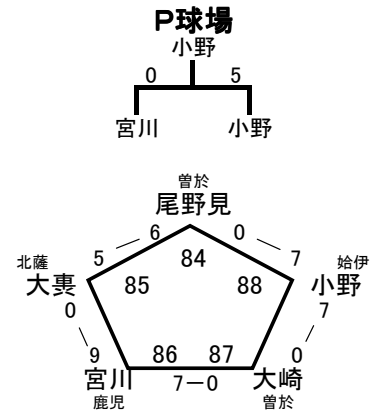 P球場
小野
0 5
宮川 小野
曽於
尾野見
5 — 6 0 — 7
北薩 姶伊
大裏 85 84 88 小野
0 — 9 7 — 0
86 87
宮川 7—0 大崎
鹿児 曽於